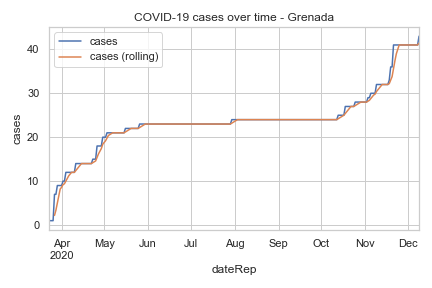 COVID-19 cases over time - Grenada
cases
cases (rolling)
cases
40
30
20
10
0
Apr May Jun Jul Aug Sep Oct Nov Dec
2020
dateRep